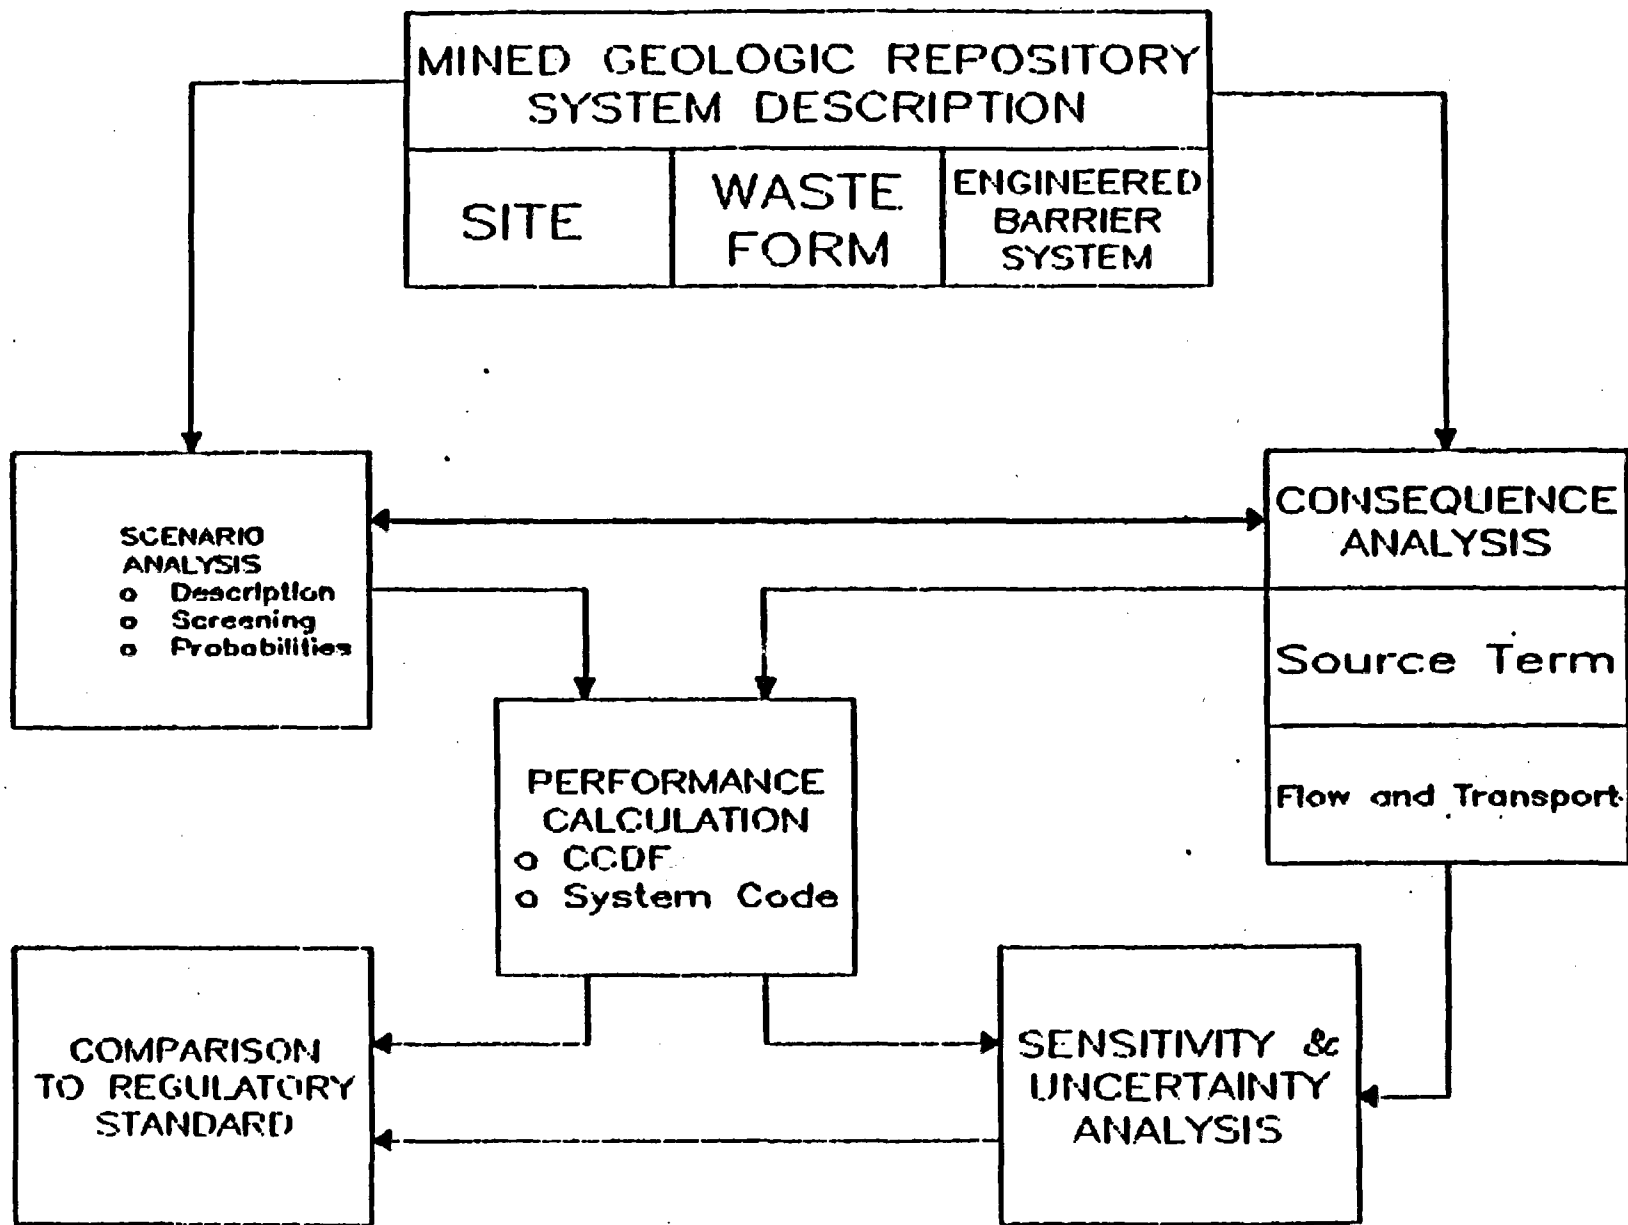 MINED GEOLOGIC REPOSITORY
SYSTEM DESCRIPTION
SITE
WASTE
FORM
ENGINEERED
BARRIER
SYSTEM
SCENARIO
ANALYSIS
o Description
o Screening
o Probabilities
CONSEQUENCE
ANALYSIS
Source Term
Flow and Transport
PERFORMANCE
CALCULATION
o CCDF
o System Code
COMPARISON
TO REGULATORY
STANDARD
SENSITIVITY &
UNCERTAINTY
ANALYSIS